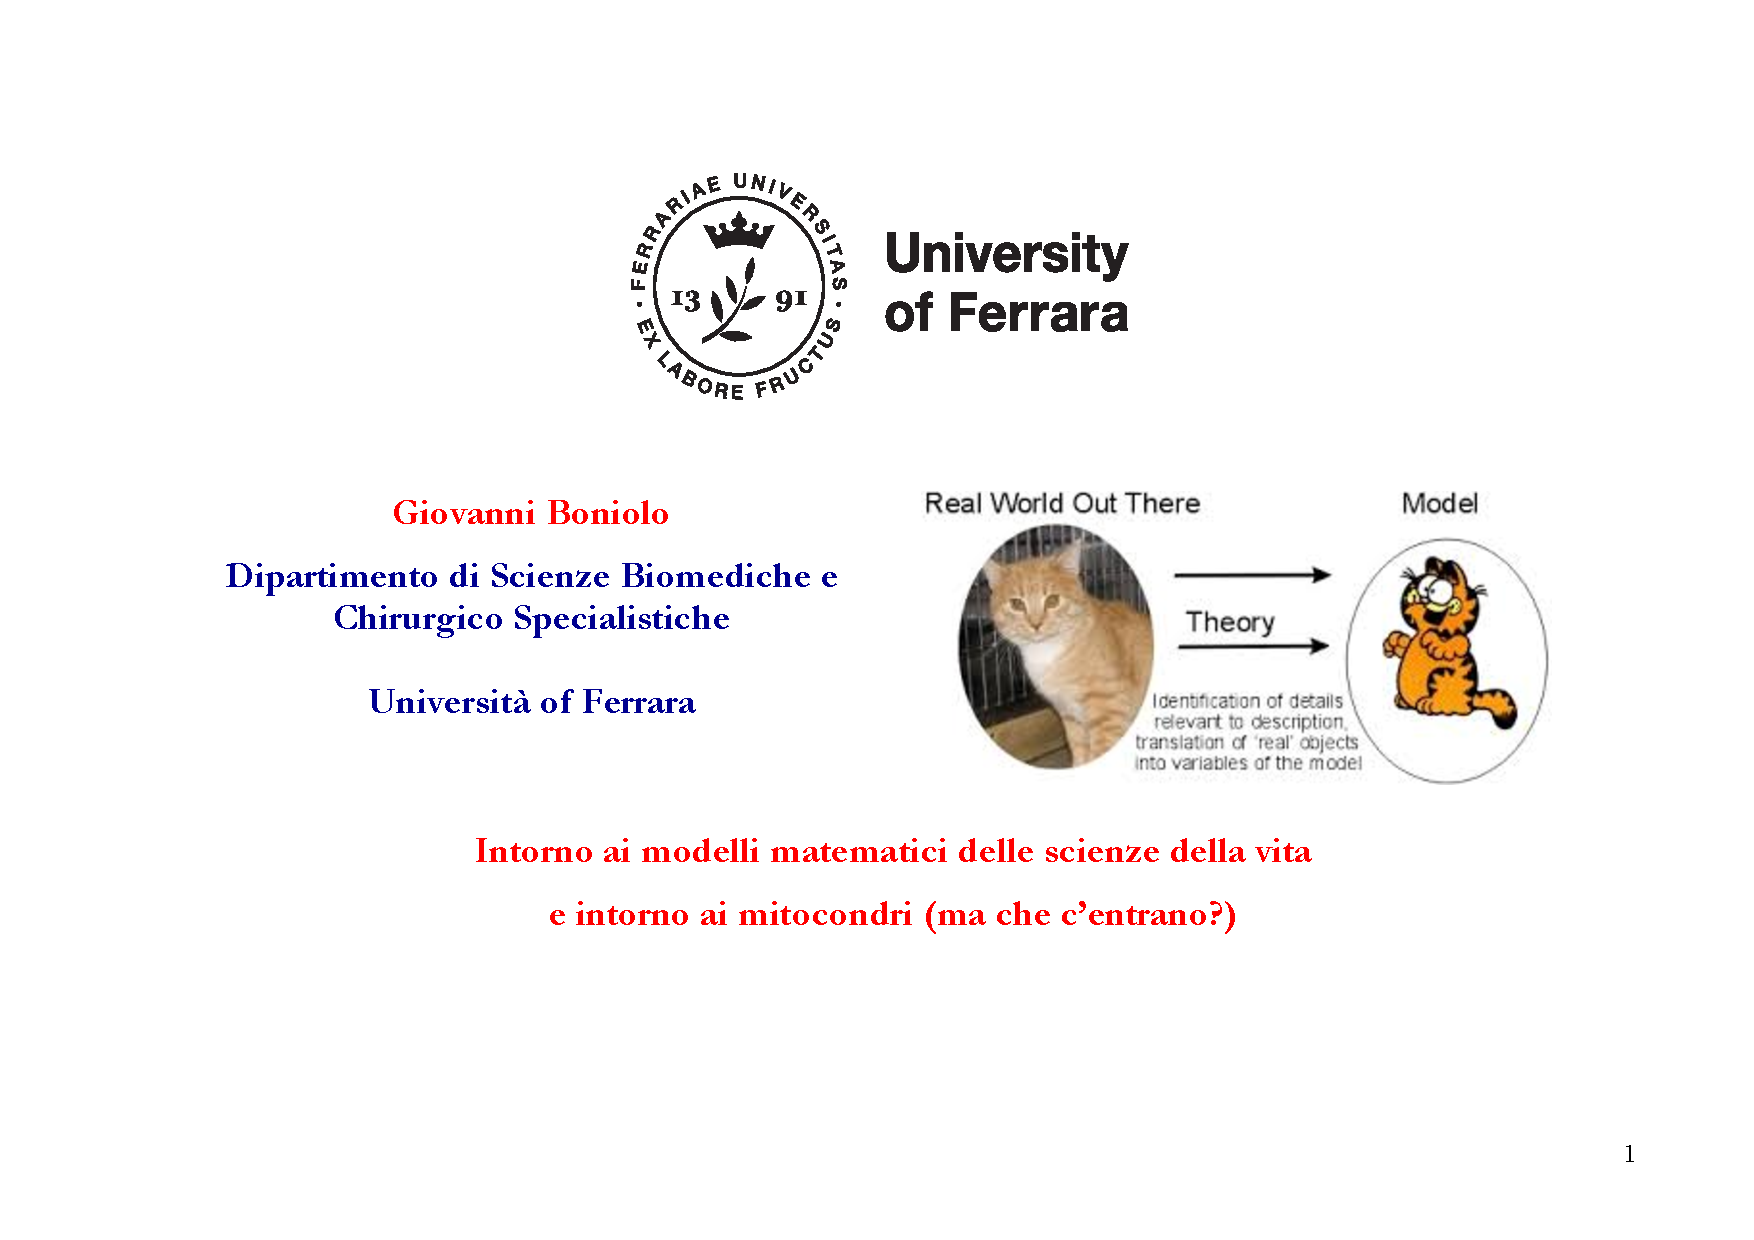 FERRARIAE UNIVERSITAS · EX LABORE FRUCTUS ·
13 91
University
of Ferrara
Giovanni Boniolo
Dipartimento di Scienze Biomediche e
Chirurgico Specialistiche
Università of Ferrara
Real World Out There
Model
Theory
Identification of details
relevant to description,
translation of 'real' objects
into variables of the model
Intorno ai modelli matematici delle scienze della vita
e intorno ai mitocondri (ma che c’entrano?)
1